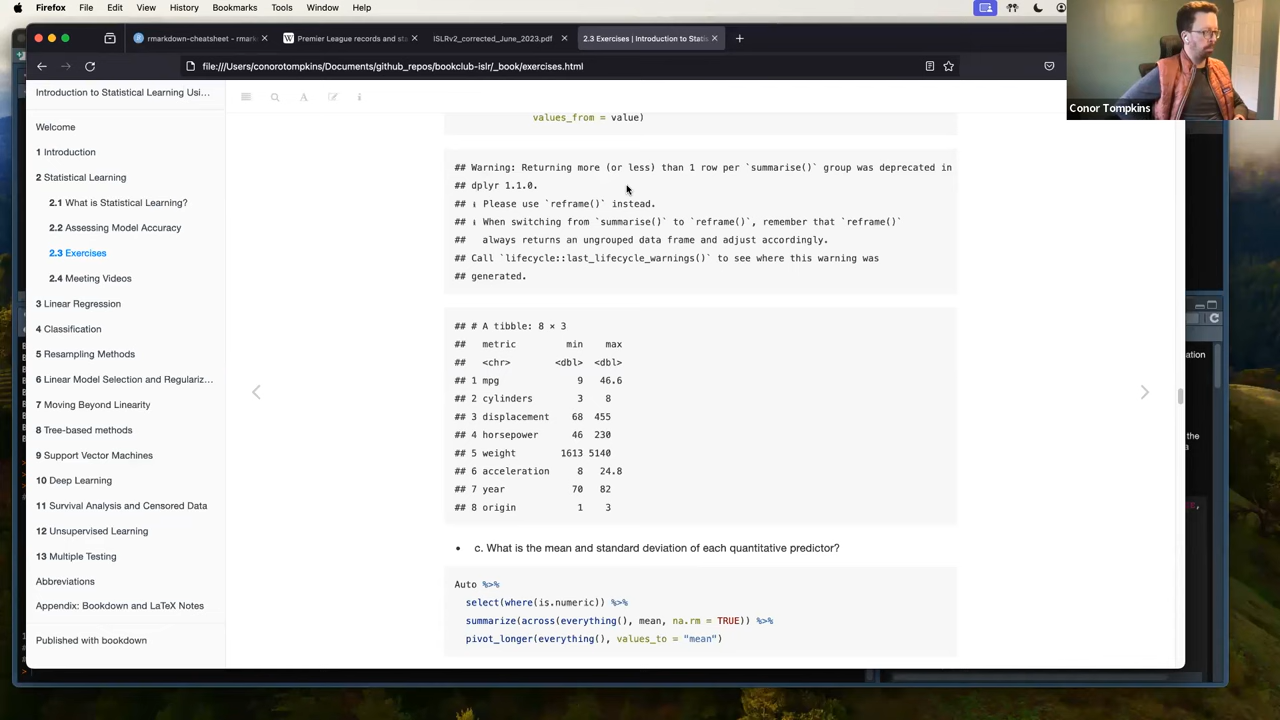 Firefox File Edit View History Bookmarks Tools Window Help
rmarkdown-cheatsheet - rmarko
Premier League records and sta
ISLRv2_corrected_June_2023.pdf
2.3 Exercises | Introduction to Stati
file:///Users/conorotompkins/Documents/github_repos/bookclub-islr/_book/exercises.html
Conor Tompkins
Introduction to Statistical Learning Usi…
Welcome
1 Introduction
2 Statistical Learning
2.1 What is Statistical Learning?
2.2 Assessing Model Accuracy
2.3 Exercises
2.4 Meeting Videos
3 Linear Regression
4 Classification
5 Resampling Methods
6 Linear Model Selection and Regulariz…
7 Moving Beyond Linearity
8 Tree-based methods
9 Support Vector Machines
10 Deep Learning
11 Survival Analysis and Censored Data
12 Unsupervised Learning
13 Multiple Testing
Abbreviations
Appendix: Bookdown and LaTeX Notes
Published with bookdown
values_from = value)
## Warning: Returning more (or less) than 1 row per `summarise()` group was deprecated in
## dplyr 1.1.0.
## ℹ Please use `reframe()` instead.
## ℹ When switching from `summarise()` to `reframe()`, remember that `reframe()`
##   always returns an ungrouped data frame and adjust accordingly.
## Call `lifecycle::last_lifecycle_warnings()` to see where this warning was
## generated.
## # A tibble: 8 × 3
##   metric         min    max
##   <chr>        <dbl>  <dbl>
## 1 mpg              9   46.6
## 2 cylinders        3    8
## 3 displacement    68  455
## 4 horsepower      46  230
## 5 weight        1613 5140
## 6 acceleration     8   24.8
## 7 year            70   82
## 8 origin           1    3
• c. What is the mean and standard deviation of each quantitative predictor?
Auto %>%
select(where(is.numeric)) %>%
summarize(across(everything(), mean, na.rm = TRUE)) %>%
pivot_longer(everything(), values_to = "mean")